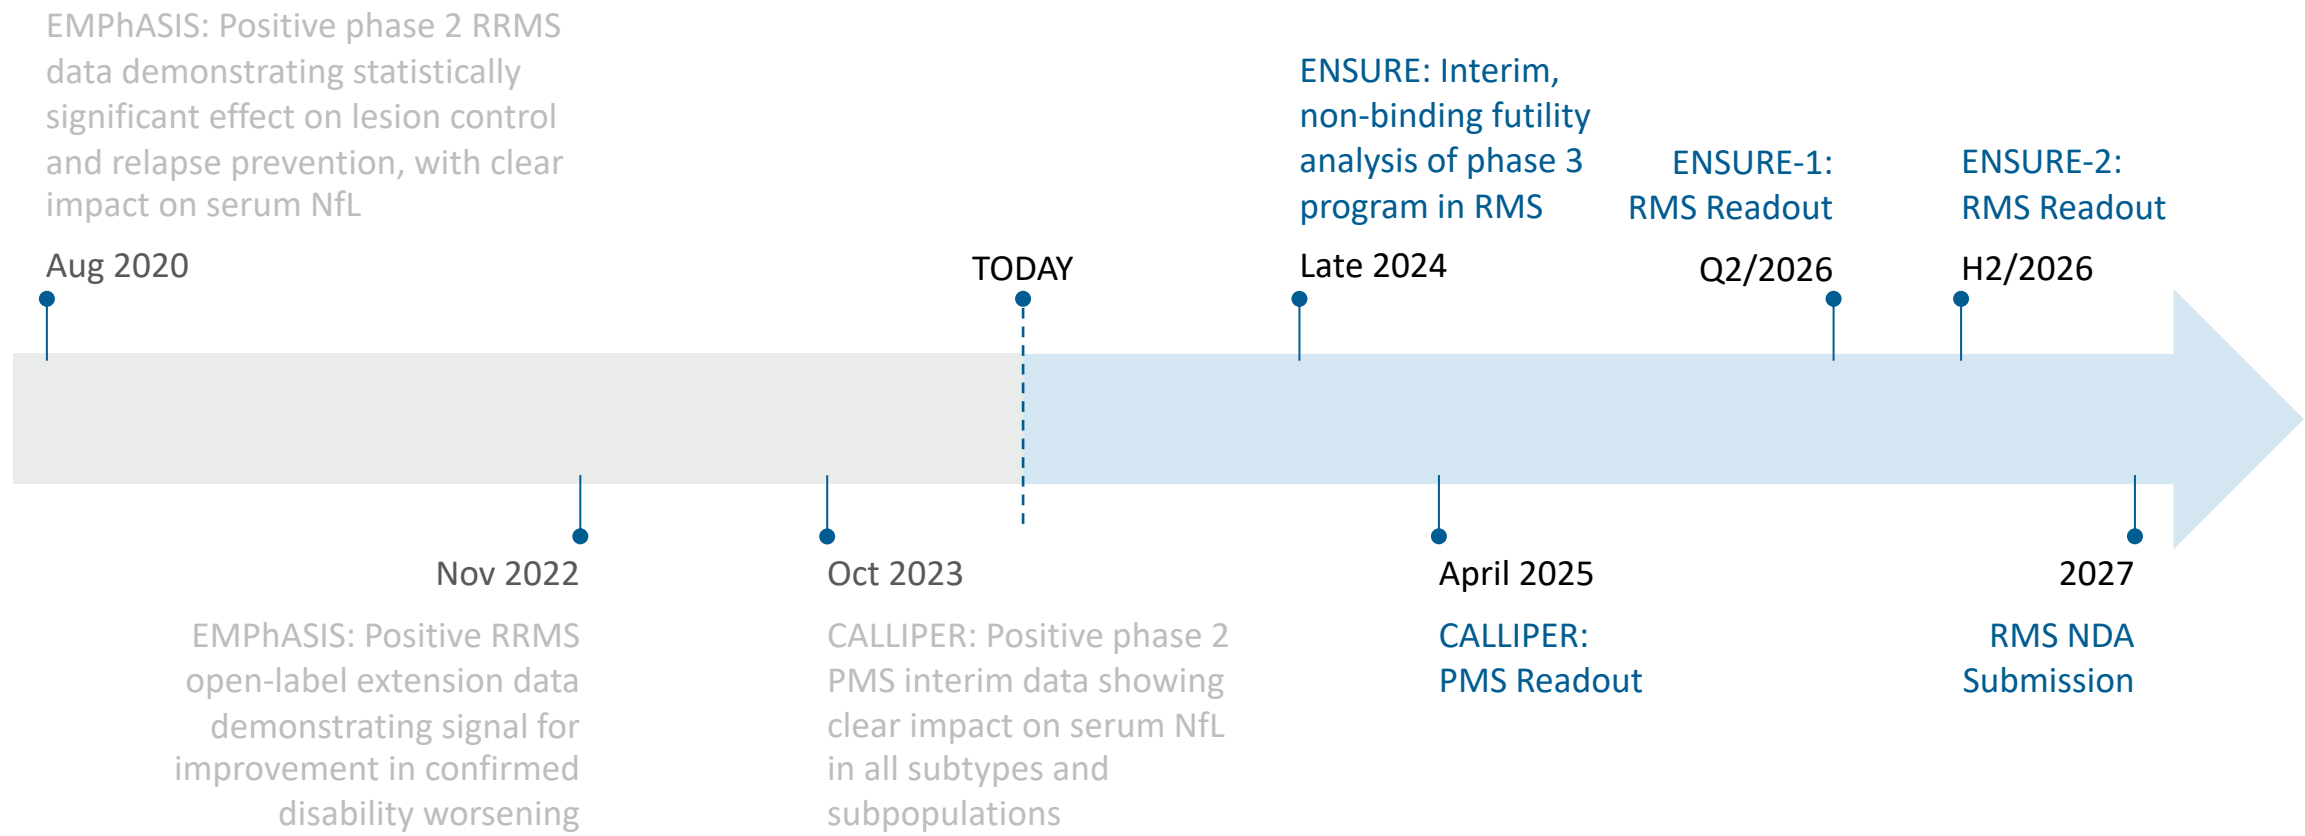 EMPhASIS: Positive phase 2 RRMS
data demonstrating statistically
significant effect on lesion control
and relapse prevention, with clear
impact on serum NfL
Aug 2020
TODAY
ENSURE: Interim,
non-binding futility
analysis of phase 3
program in RMS
Late 2024
ENSURE-1:
RMS Readout
Q2/2026
ENSURE-2:
RMS Readout
H2/2026
Nov 2022
EMPhASIS: Positive RRMS
open-label extension data
demonstrating signal for
improvement in confirmed
disability worsening
Oct 2023
CALLIPER: Positive phase 2
PMS interim data showing
clear impact on serum NfL
in all subtypes and
subpopulations
April 2025
CALLIPER:
PMS Readout
2027
RMS NDA
Submission